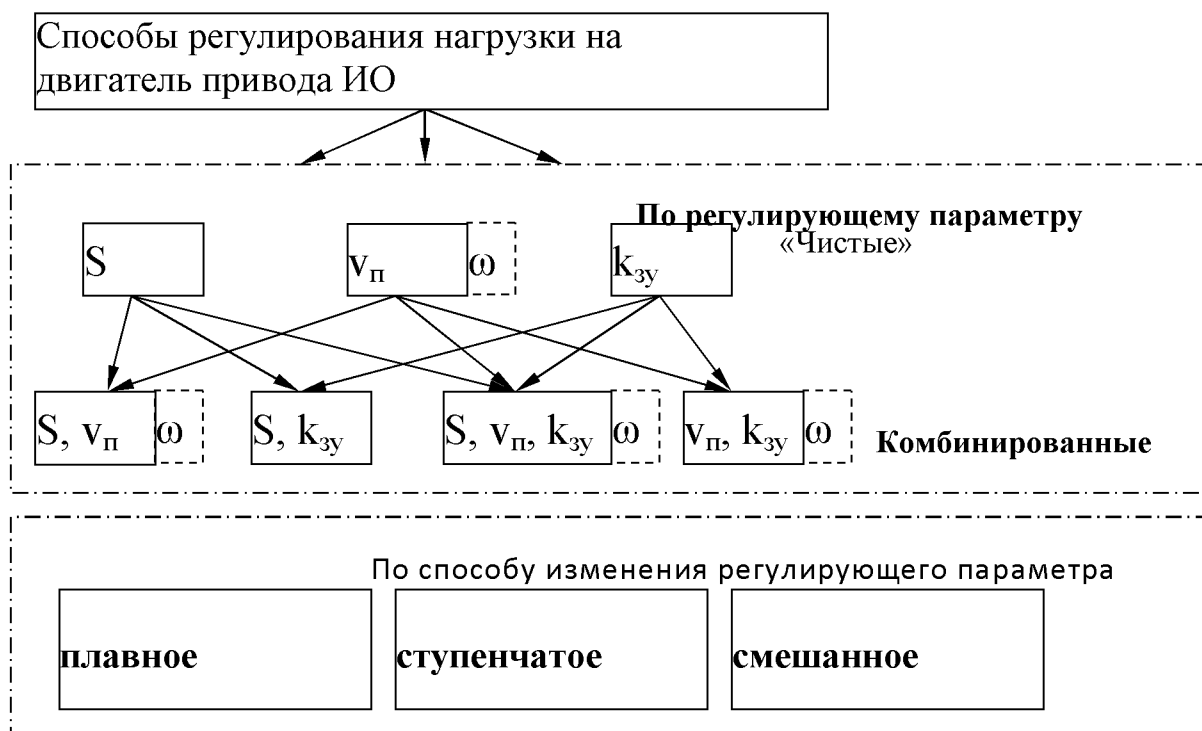 Способы регулирования нагрузки на
двигатель привода ИО
По регулирующему параметру
«Чистые»
S
vп ω
kзу
S, vп ω
S, kзу
S, vп, kзу ω
vп, kзу ω
Комбинированные
По способу изменения регулирующего параметра
плавное
ступенчатое
смешанное